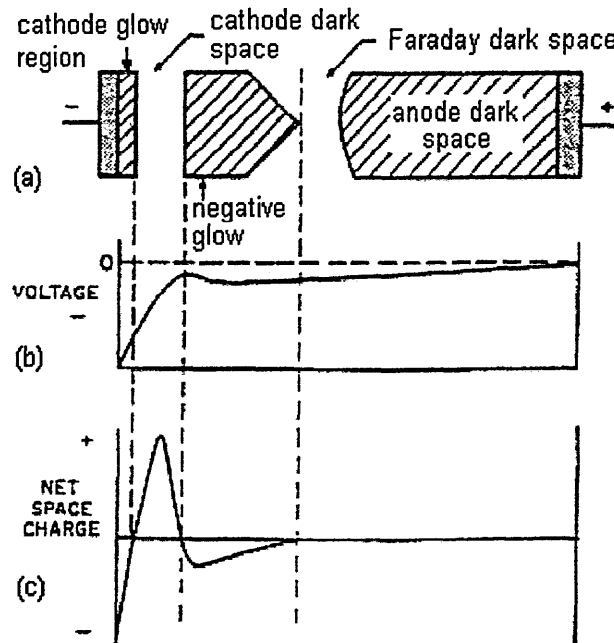 cathode glow
region
cathode dark
space
Faraday dark space
−
+
anode dark
space
(a)
negative
glow
0
VOLTAGE
−
(b)
+
NET
SPACE
CHARGE
(c)
−